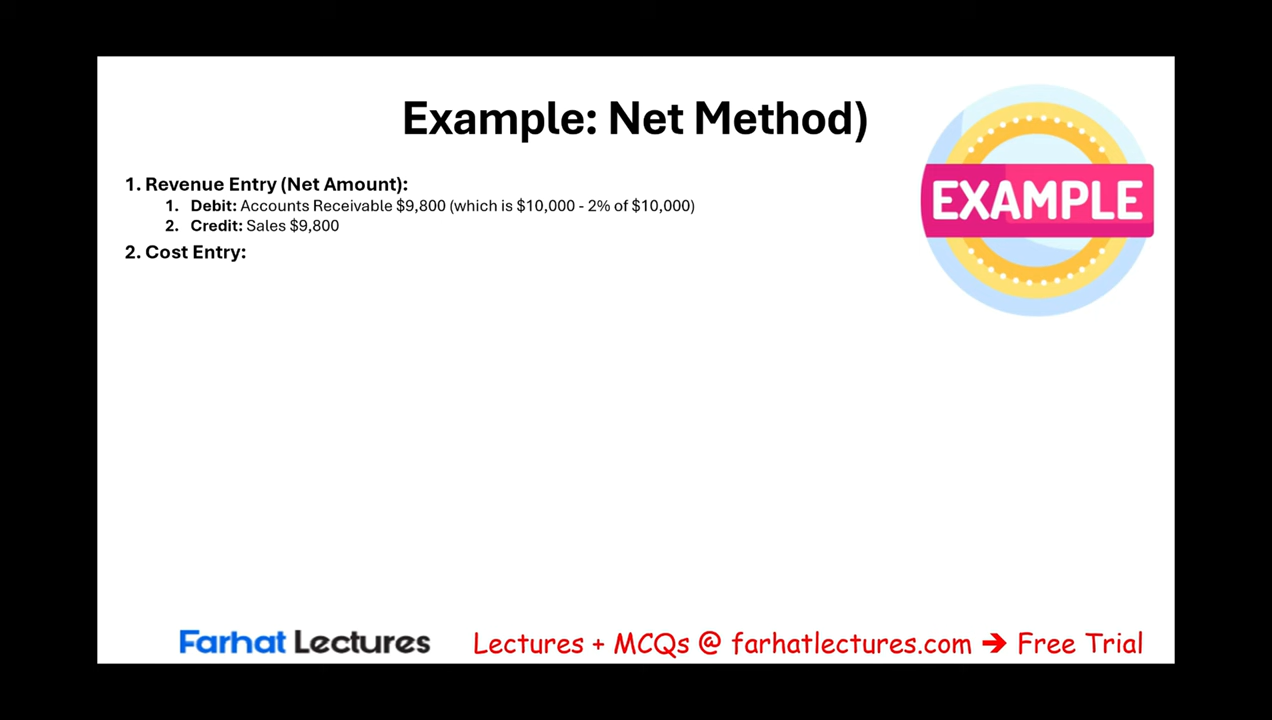 Example: Net Method)
EXAMPLE
1. Revenue Entry (Net Amount):
1. Debit: Accounts Receivable $9,800 (which is $10,000 - 2% of $10,000)
2. Credit: Sales $9,800
2. Cost Entry:
Farhat Lectures
Lectures + MCQs @ farhatlectures.com → Free Trial